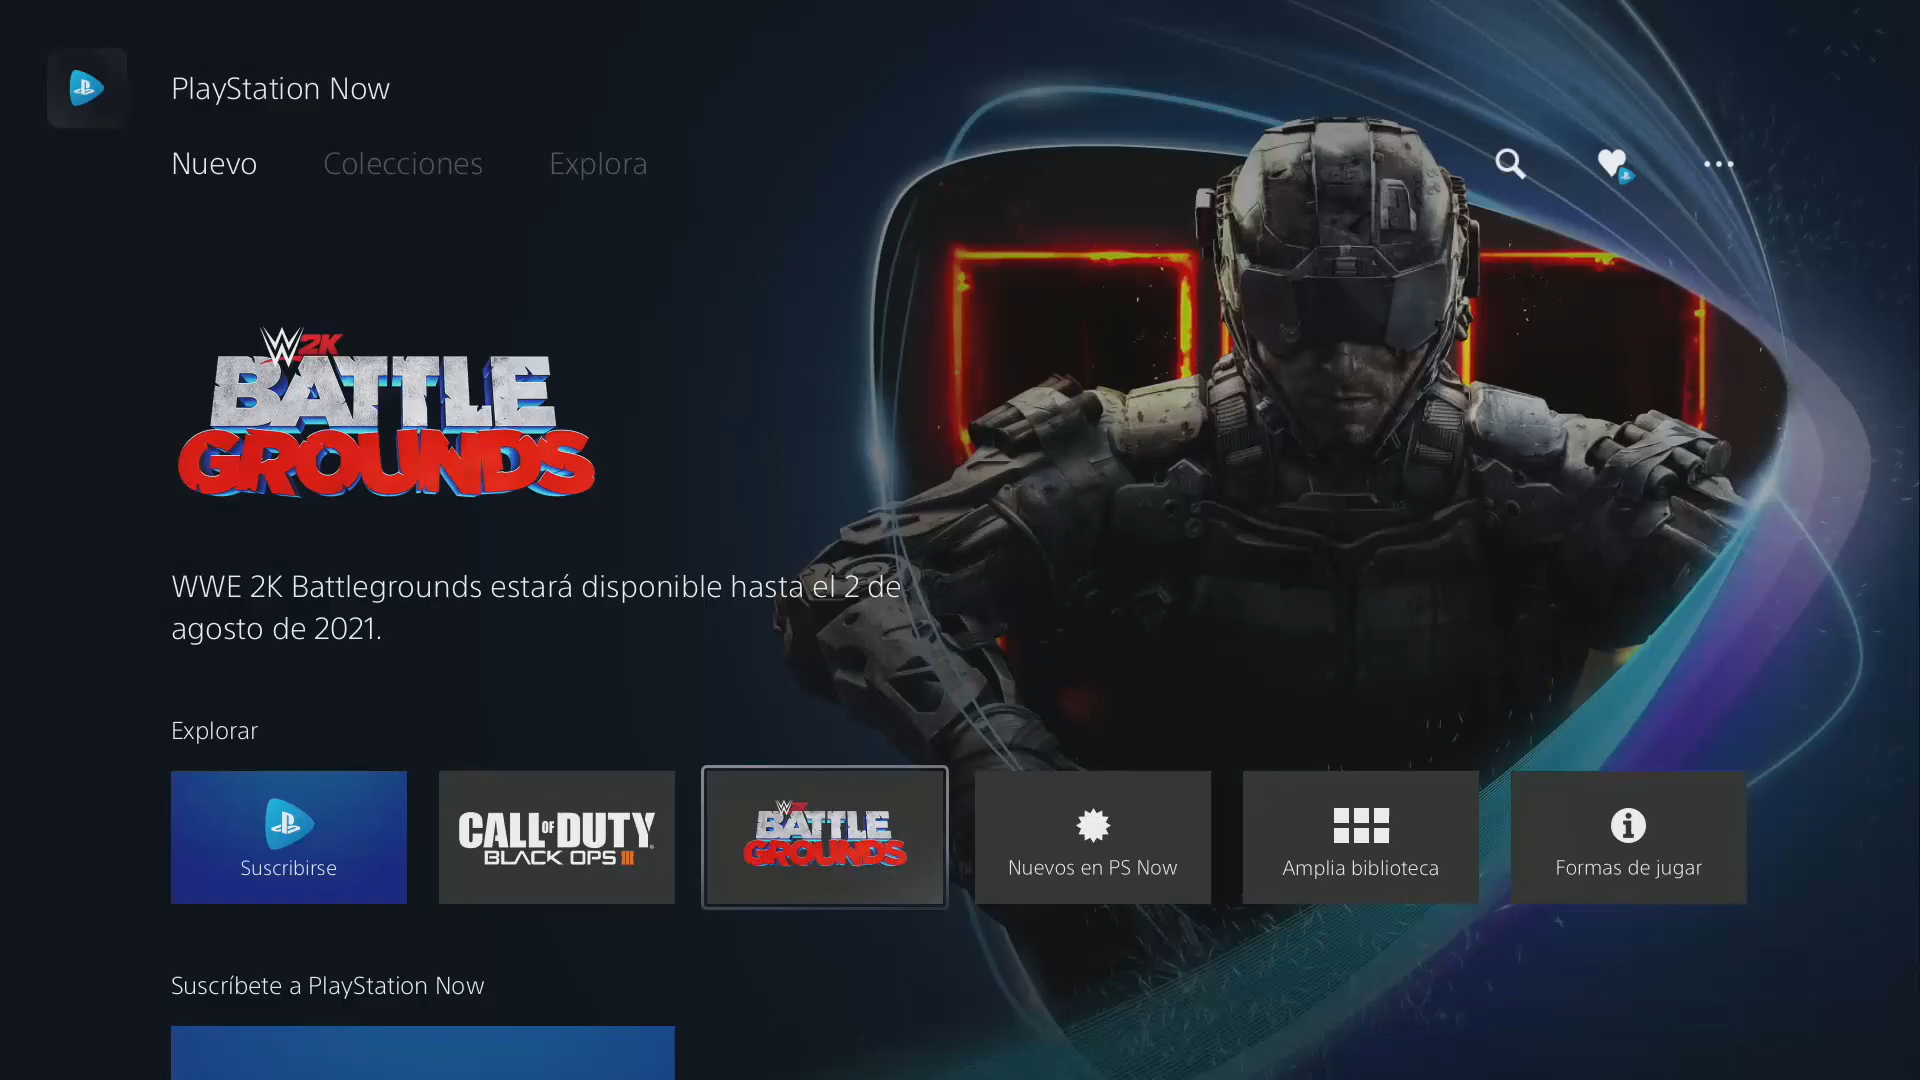 PlayStation Now
Nuevo
Colecciones
Explora
W 2K
BATTLE
GROUNDS
WWE 2K Battlegrounds estará disponible hasta el 2 de
agosto de 2021.
Explorar
Suscribirse
CALL OF DUTY
BLACK OPS III
W 2K
BATTLE
GROUNDS
Nuevos en PS Now
Amplia biblioteca
Formas de jugar
Suscríbete a PlayStation Now